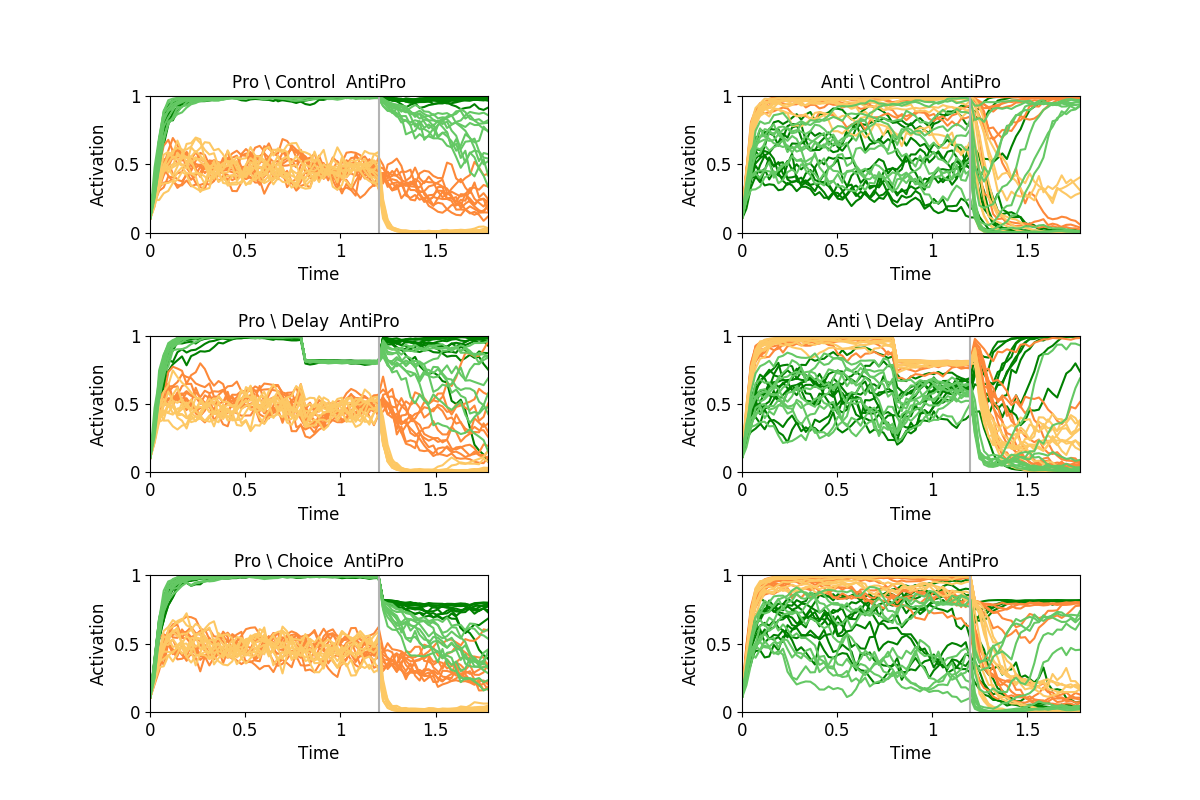 Pro \ Control  AntiPro
Activation
1
0.5
0
0
0.5
1
1.5
Time
Anti \ Control  AntiPro
Activation
1
0.5
0
0
0.5
1
1.5
Time
Pro \ Delay  AntiPro
Activation
1
0.5
0
0
0.5
1
1.5
Time
Anti \ Delay  AntiPro
Activation
1
0.5
0
0
0.5
1
1.5
Time
Pro \ Choice  AntiPro
Activation
1
0.5
0
0
0.5
1
1.5
Time
Anti \ Choice  AntiPro
Activation
1
0.5
0
0
0.5
1
1.5
Time